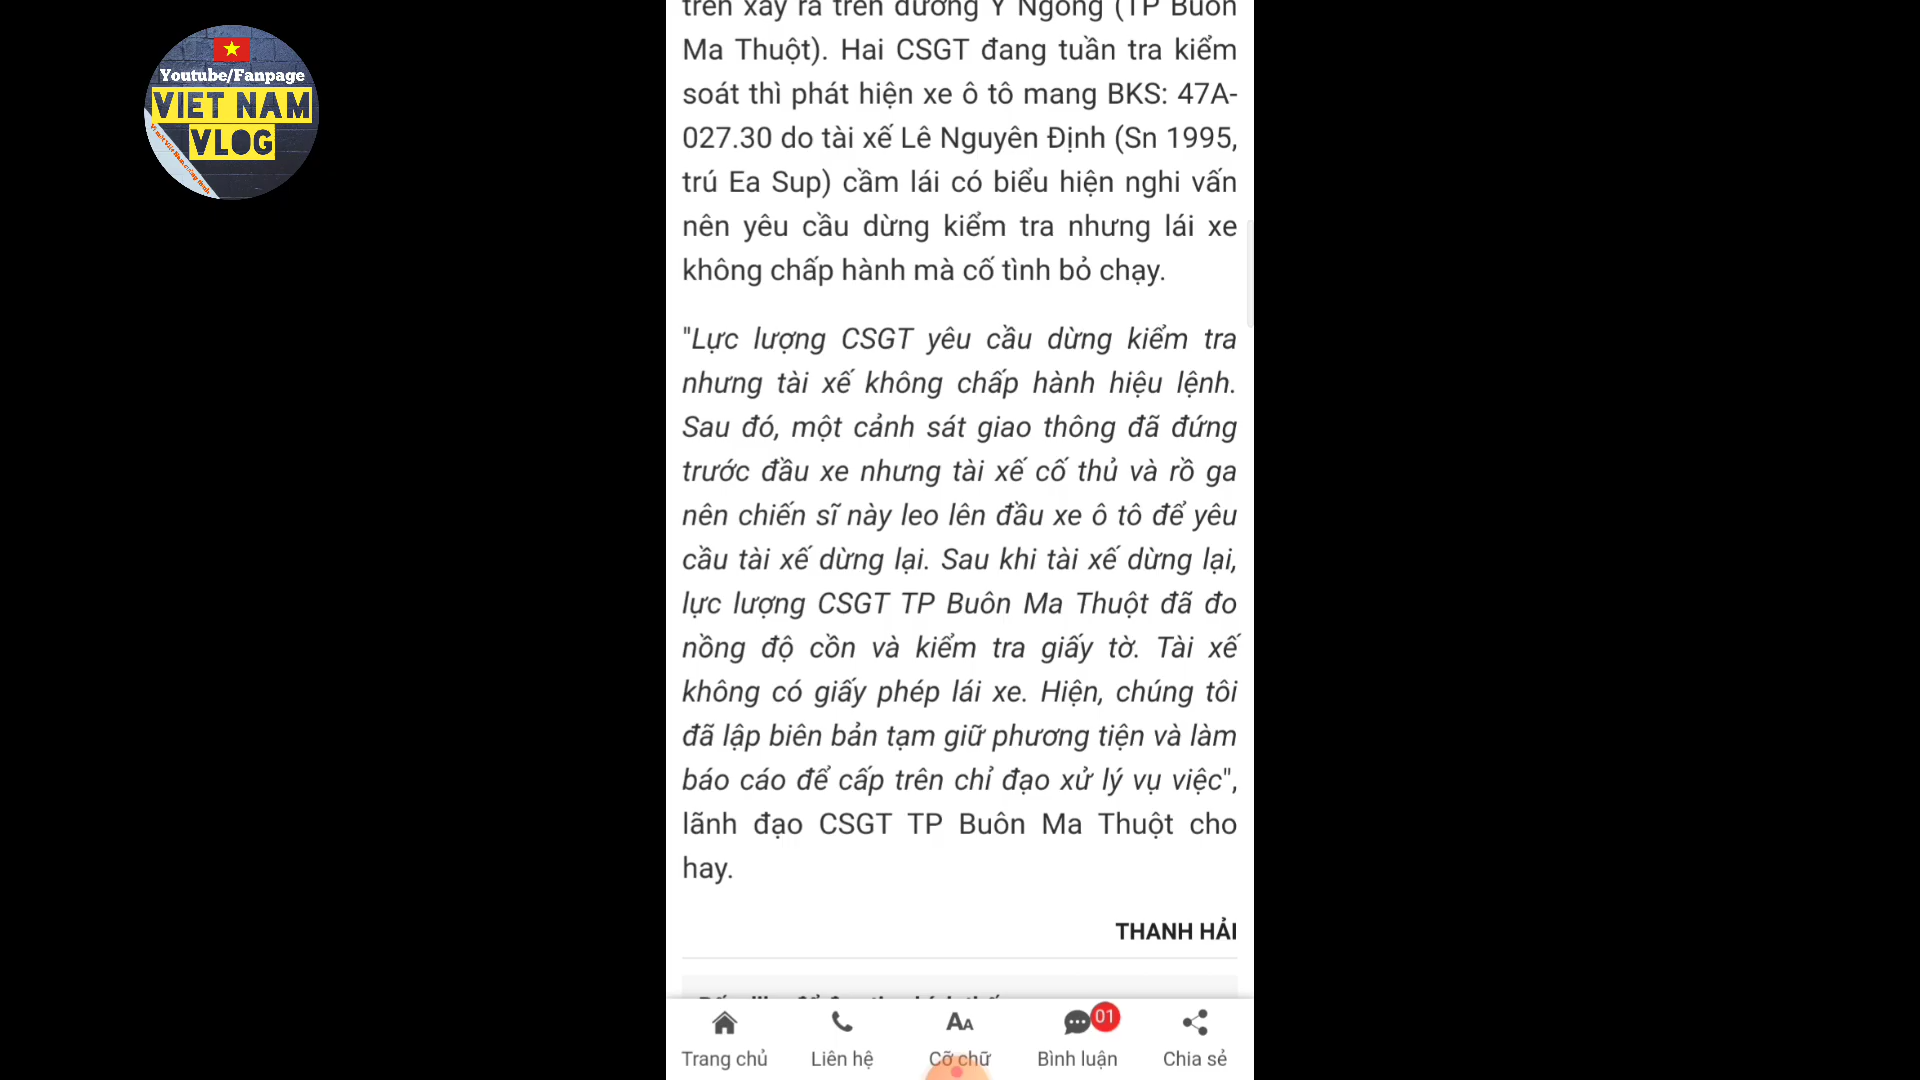 Youtube/Fanpage
VIET NAM
VLOG
trên xảy ra trên đường Y Ngông (TP Buôn
Ma Thuột). Hai CSGT đang tuần tra kiểm
soát thì phát hiện xe ô tô mang BKS: 47A-
027.30 do tài xế Lê Nguyên Định (Sn 1995,
trú Ea Sup) cầm lái có biểu hiện nghi vấn
nên yêu cầu dừng kiểm tra nhưng lái xe
không chấp hành mà cố tình bỏ chạy.
"Lực lượng CSGT yêu cầu dừng kiểm tra
nhưng tài xế không chấp hành hiệu lệnh.
Sau đó, một cảnh sát giao thông đã đứng
trước đầu xe nhưng tài xế cố thủ và rồ ga
nên chiến sĩ này leo lên đầu xe ô tô để yêu
cầu tài xế dừng lại. Sau khi tài xế dừng lại,
lực lượng CSGT TP Buôn Ma Thuột đã đo
nồng độ cồn và kiểm tra giấy tờ. Tài xế
không có giấy phép lái xe. Hiện, chúng tôi
đã lập biên bản tạm giữ phương tiện và làm
báo cáo để cấp trên chỉ đạo xử lý vụ việc",
lãnh đạo CSGT TP Buôn Ma Thuột cho
hay.
THANH HẢI
01
Trang chủ
Liên hệ
Cỡ chữ
Bình luận
Chia sẻ